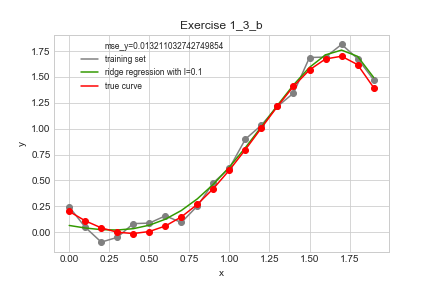 Exercise 1_3_b
mse_y=0.013211032742749854
training set
ridge regression with l=0.1
true curve
y
1.75
1.50
1.25
1.00
0.75
0.50
0.25
0.00
0.00 0.25 0.50 0.75 1.00 1.25 1.50 1.75
x